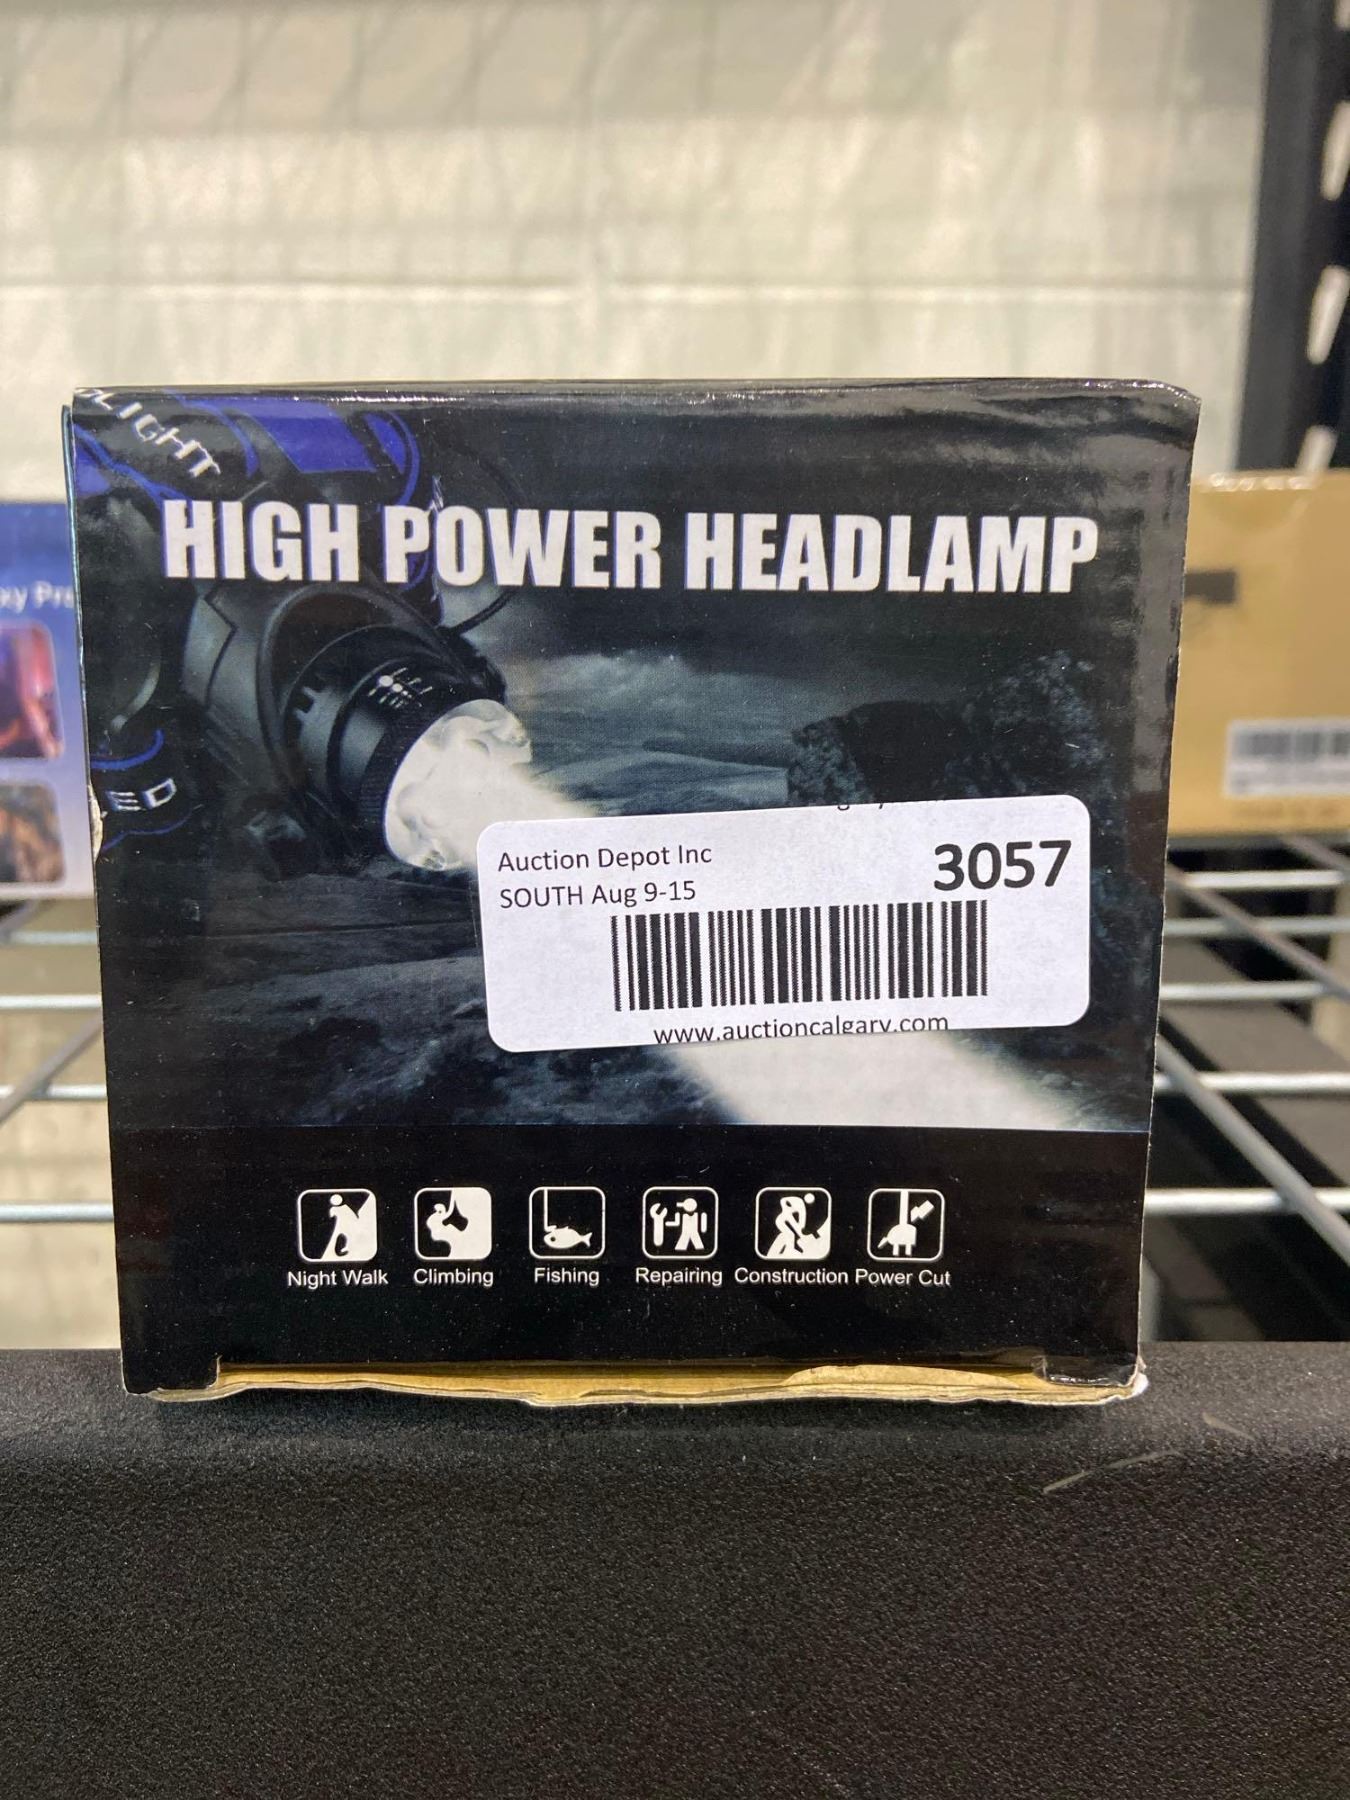 LIGHT
HIGH POWER HEADLAMP
ED
Auction Depot Inc
3057
SOUTH Aug 9-15
www.auctioncalgary.com
Night Walk
Climbing
Fishing
Repairing
Construction
Power Cut